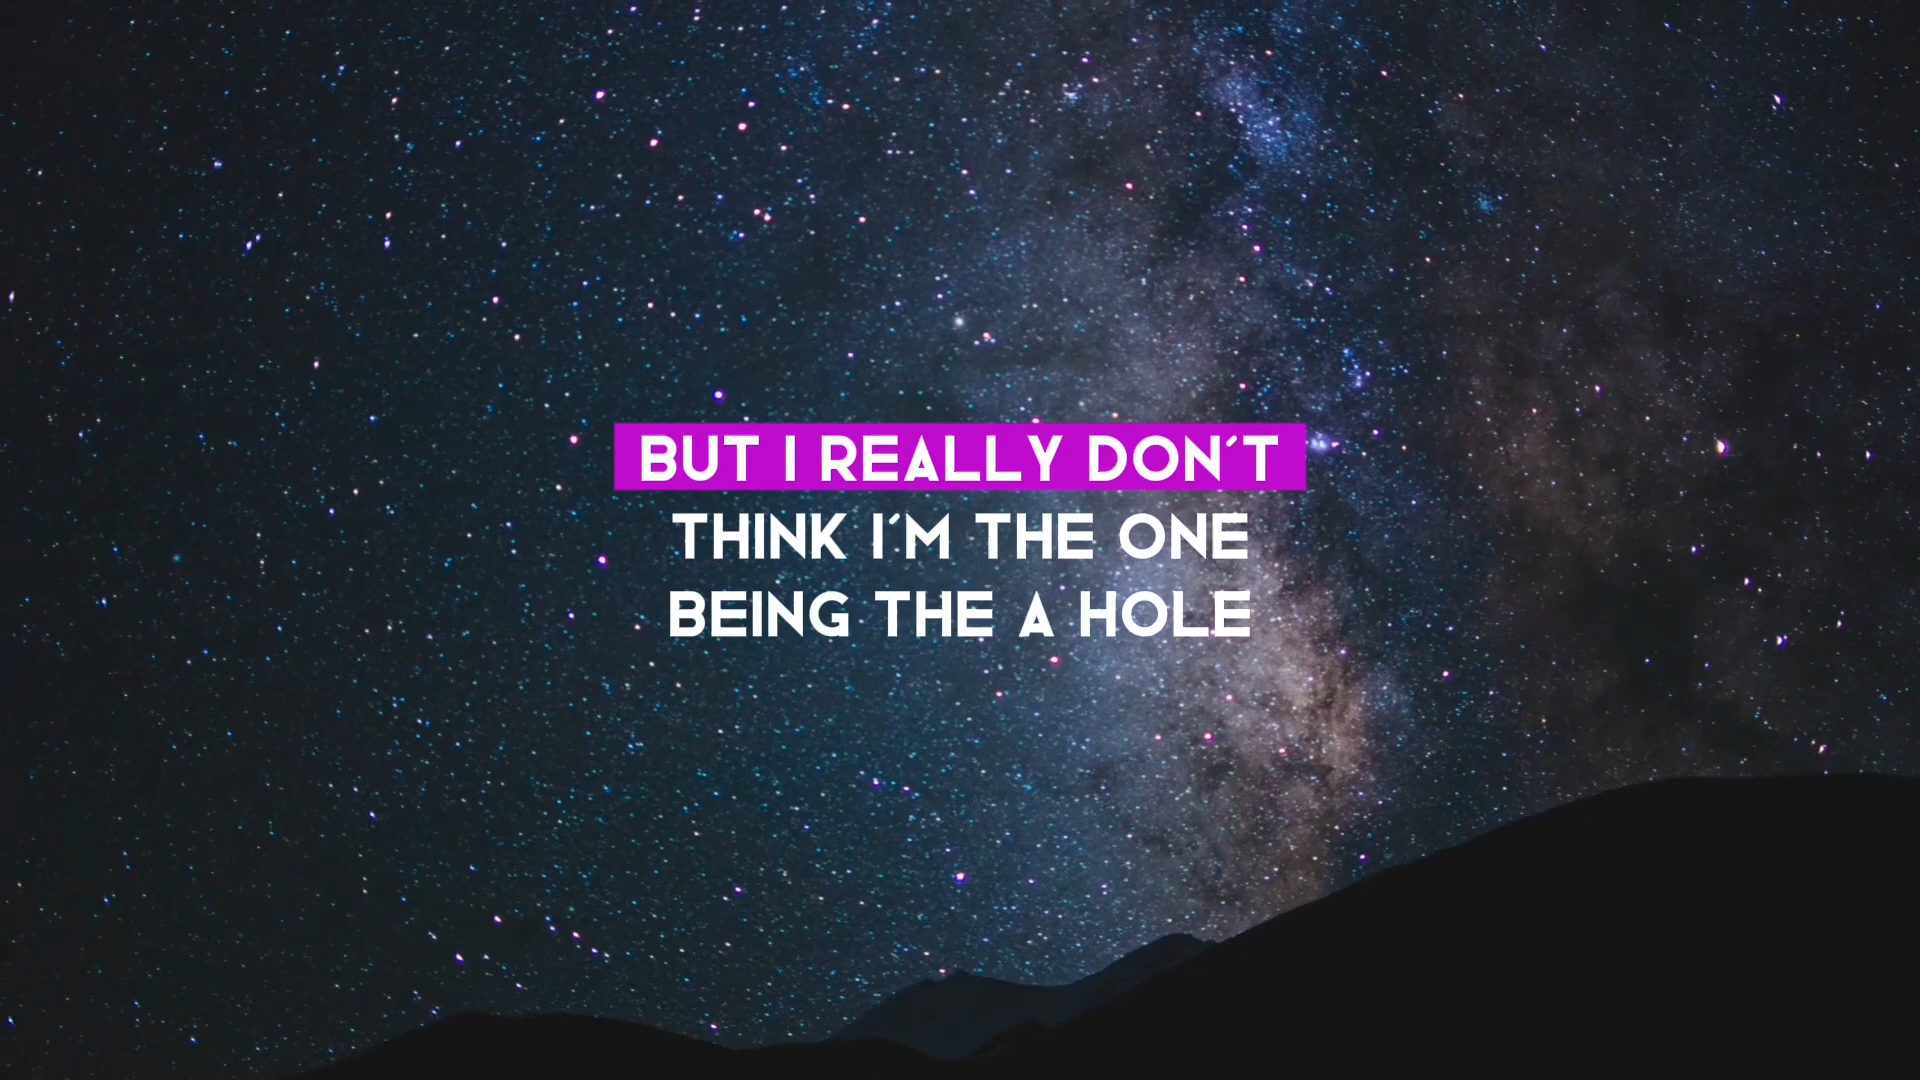 BUT I REALLY DON'T
THINK I'M THE ONE
BEING THE A HOLE